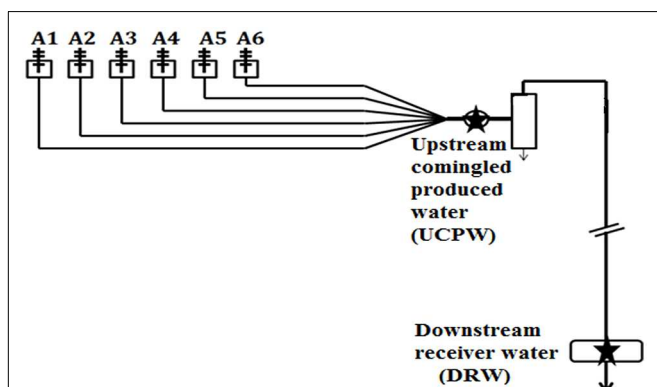 A1 A2 A3 A4 A5 A6
Upstream
comingled
produced
water
(UCPW)
Downstream
receiver water
(DRW)